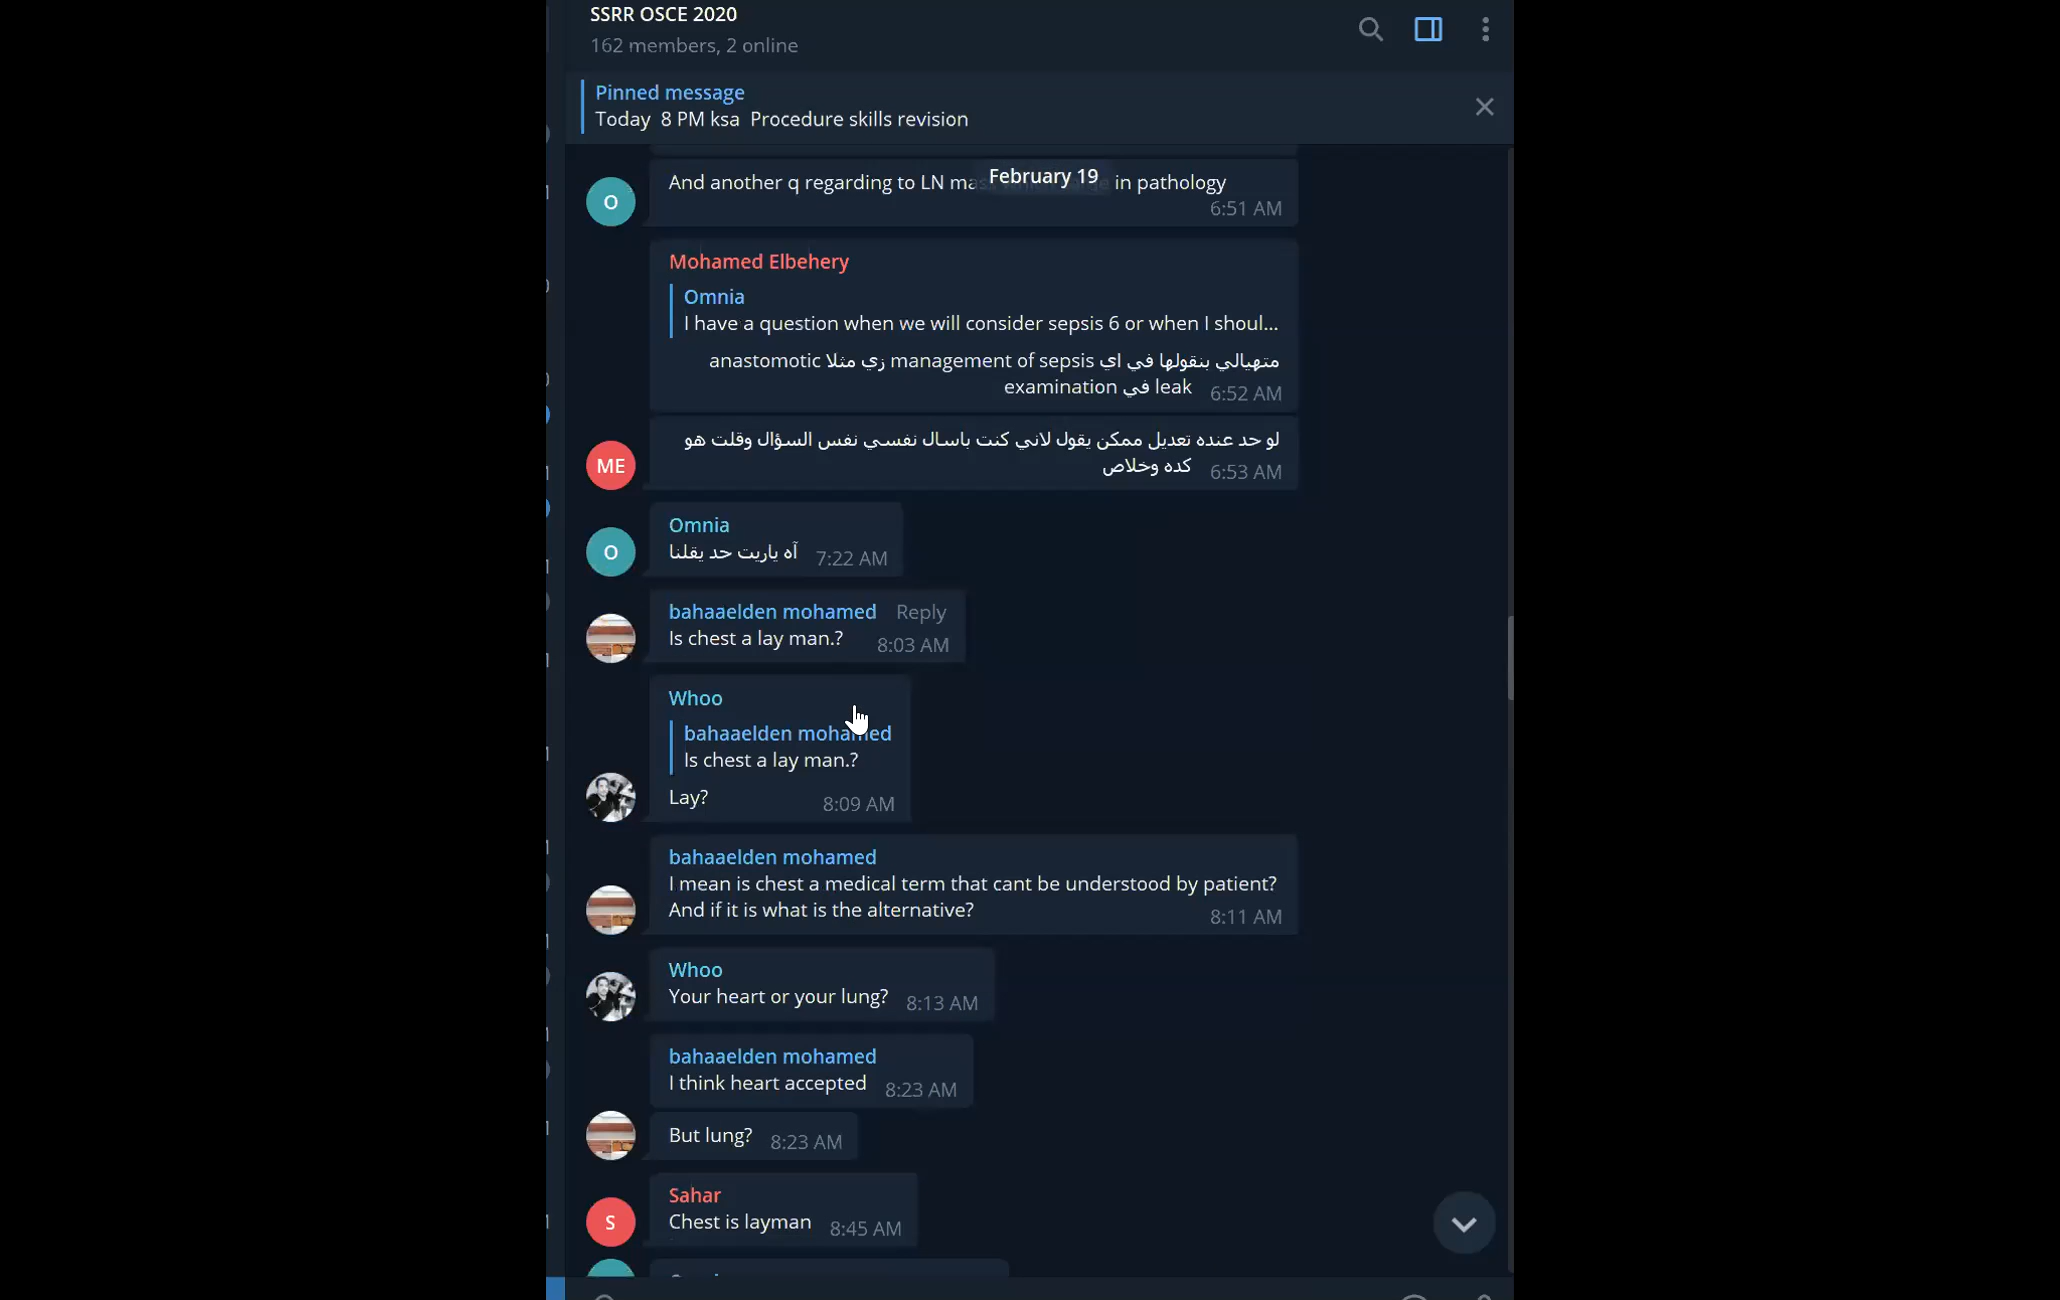 SSRR OSCE 2020
162 members, 2 online
Pinned message
Today 8 PM ksa Procedure skills revision
February 19
And another q regarding to LN in pathology
6:51 AM
O
Mohamed Elbehery
Omnia
I have a question when we will consider sepsis 6 or when I shoul...
متهيالي بنقولها في اي management of sepsis زي مثلا anastomotic
leak في examination 6:52 AM
لو حد عنده تعديل ممكن يقول لاني كنت باسال نفسي نفس السؤال وقلت هو
كده وخلاص 6:53 AM
ME
Omnia
آه ياريت حد يقلنا 7:22 AM
O
bahaaelden mohamed Reply
Is chest a lay man.? 8:03 AM
Whoo
bahaaelden mohamed
Is chest a lay man.?
Lay? 8:09 AM
bahaaelden mohamed
I mean is chest a medical term that cant be understood by patient?
And if it is what is the alternative? 8:11 AM
Whoo
Your heart or your lung? 8:13 AM
bahaaelden mohamed
I think heart accepted 8:23 AM
But lung? 8:23 AM
Sahar
Chest is layman 8:45 AM
S